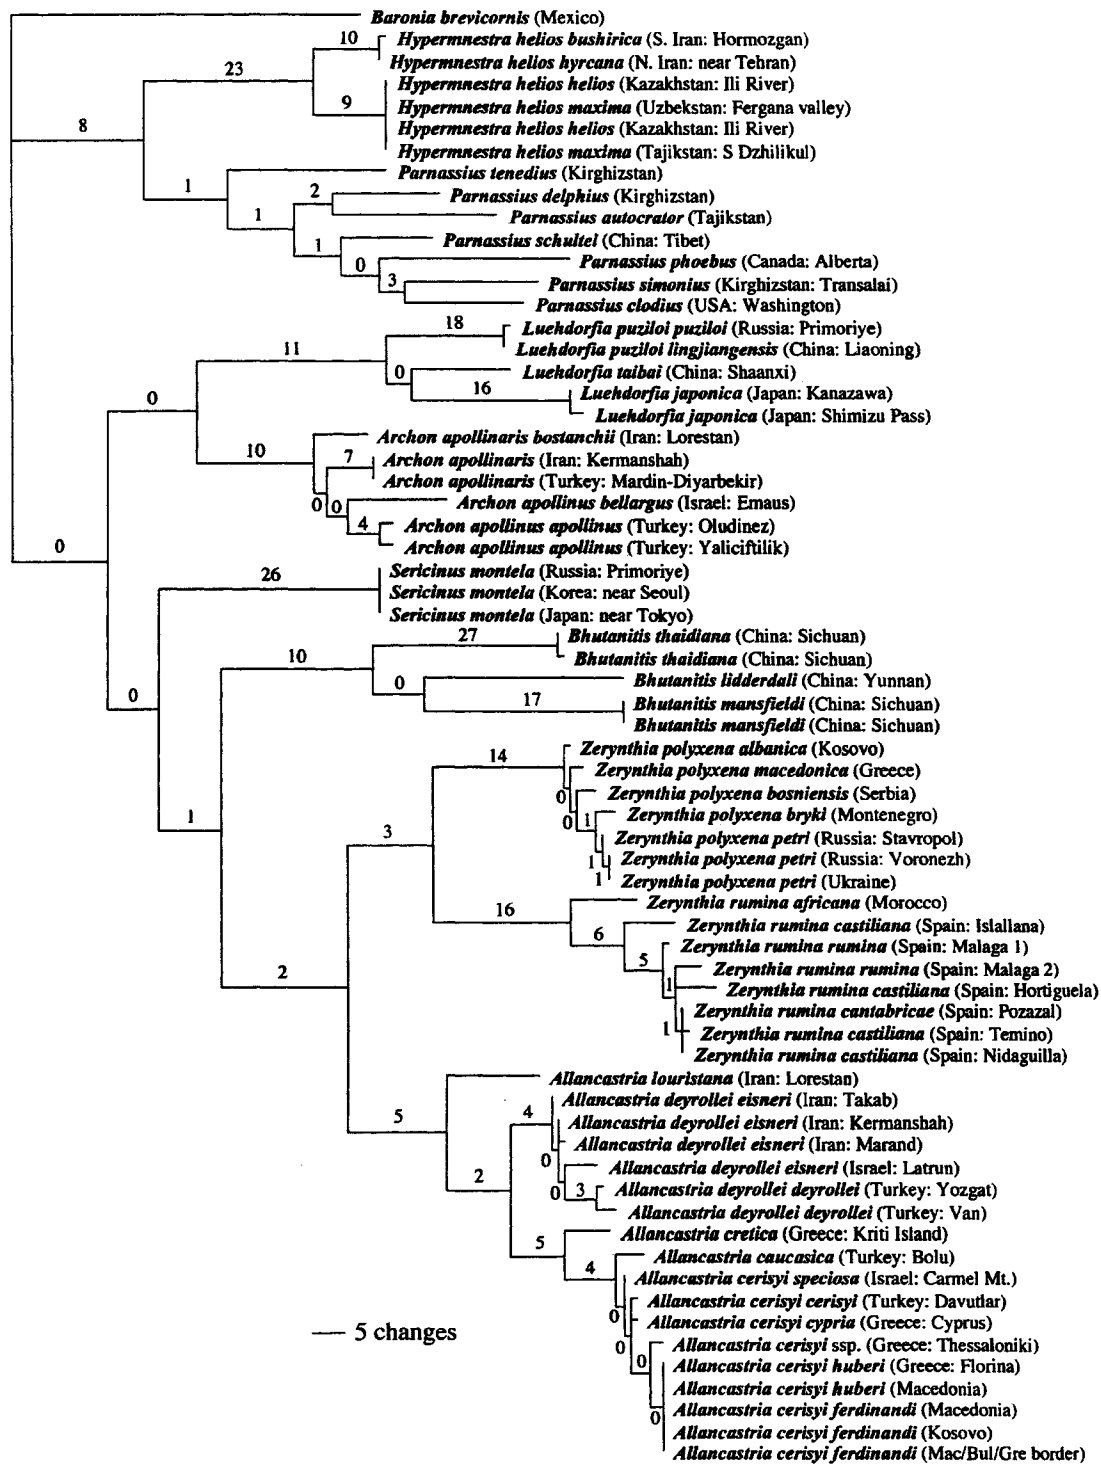 Baronia brevicornis (Mexico)
10
Hypermnestra helios bushirica (S. Iran: Hormozgan)
Hypermnestra helios hyrcana (N. Iran: near Tehran)
23
Hypermnestra helios helios (Kazakhstan: Ili River)
9
Hypermnestra helios maxima (Uzbekstan: Fergana valley)
8
Hypermnestra helios helios (Kazakhstan: Ili River)
Hypermnestra helios maxima (Tajikstan: S Dzhilikul)
Parnassius tenedius (Kirghizstan)
1
2
Parnassius delphius (Kirghizstan)
1
Parnassius autocrator (Tajikstan)
1
Parnassius schultei (China: Tibet)
0
Parnassius phoebus (Canada: Alberta)
3
Parnassius simonius (Kirghizstan: Transalai)
Parnassius clodius (USA: Washington)
18
Luehdorfia puziloi puziloi (Russia: Primoriye)
11
Luehdorfia puziloi lingjiangensis (China: Liaoning)
0
Luehdorfia taibai (China: Shaanxi)
16
Luehdorfia japonica (Japan: Kanazawa)
0
Luehdorfia japonica (Japan: Shimizu Pass)
Archon apollinaris bostanchii (Iran: Lorestan)
10
7
Archon apollinaris (Iran: Kermanshah)
Archon apollinaris (Turkey: Mardin-Diyarbekir)
0 0
Archon apollinus bellargus (Israel: Emaus)
4
Archon apollinus apollinus (Turkey: Oludinez)
0
Archon apollinus apollinus (Turkey: Yaliciftilik)
26
Sericinus montela (Russia: Primoriye)
Sericinus montela (Korea: near Seoul)
Sericinus montela (Japan: near Tokyo)
27
Bhutanitis thaidiana (China: Sichuan)
10
Bhutanitis thaidiana (China: Sichuan)
0
Bhutanitis lidderdali (China: Yunnan)
0
17
Bhutanitis mansfieldi (China: Sichuan)
Bhutanitis mansfieldi (China: Sichuan)
14
Zerynthia polyxena albanica (Kosovo)
Zerynthia polyxena macedonica (Greece)
0
Zerynthia polyxena bosniensis (Serbia)
0 1
Zerynthia polyxena bryki (Montenegro)
1
3
Zerynthia polyxena petri (Russia: Stavropol)
1
Zerynthia polyxena petri (Russia: Voronezh)
1
Zerynthia polyxena petri (Ukraine)
16
Zerynthia rumina africana (Morocco)
6
Zerynthia rumina castiliana (Spain: Islallana)
5
Zerynthia rumina rumina (Spain: Malaga 1)
2
Zerynthia rumina rumina (Spain: Malaga 2)
1
Zerynthia rumina castiliana (Spain: Hortiguela)
Zerynthia rumina cantabricae (Spain: Pozazal)
1
Zerynthia rumina castiliana (Spain: Temino)
Zerynthia rumina castiliana (Spain: Nidaguilla)
Allancastria louristana (Iran: Lorestan)
5
4
Allancastria deyrollei eisneri (Iran: Takab)
Allancastria deyrollei eisneri (Iran: Kermanshah)
Allancastria deyrollei eisneri (Iran: Marand)
0
2
Allancastria deyrollei eisneri (Israel: Latrun)
0 3
Allancastria deyrollei deyrollei (Turkey: Yozgat)
Allancastria deyrollei deyrollei (Turkey: Van)
5
Allancastria cretica (Greece: Kriti Island)
4
Allancastria caucasica (Turkey: Bolu)
Allancastria cerisyi speciosa (Israel: Carmel Mt.)
Allancastria cerisyi cerisyi (Turkey: Davutlar)
0
Allancastria cerisyi cypria (Greece: Cyprus)
5 changes
0
Allancastria cerisyi ssp. (Greece: Thessaloniki)
0
Allancastria cerisyi huberi (Greece: Florina)
Allancastria cerisyi huberi (Macedonia)
0
Allancastria cerisyi ferdinandi (Macedonia)
Allancastria cerisyi ferdinandi (Kosovo)
Allancastria cerisyi ferdinandi (Mac/Bul/Gre border)